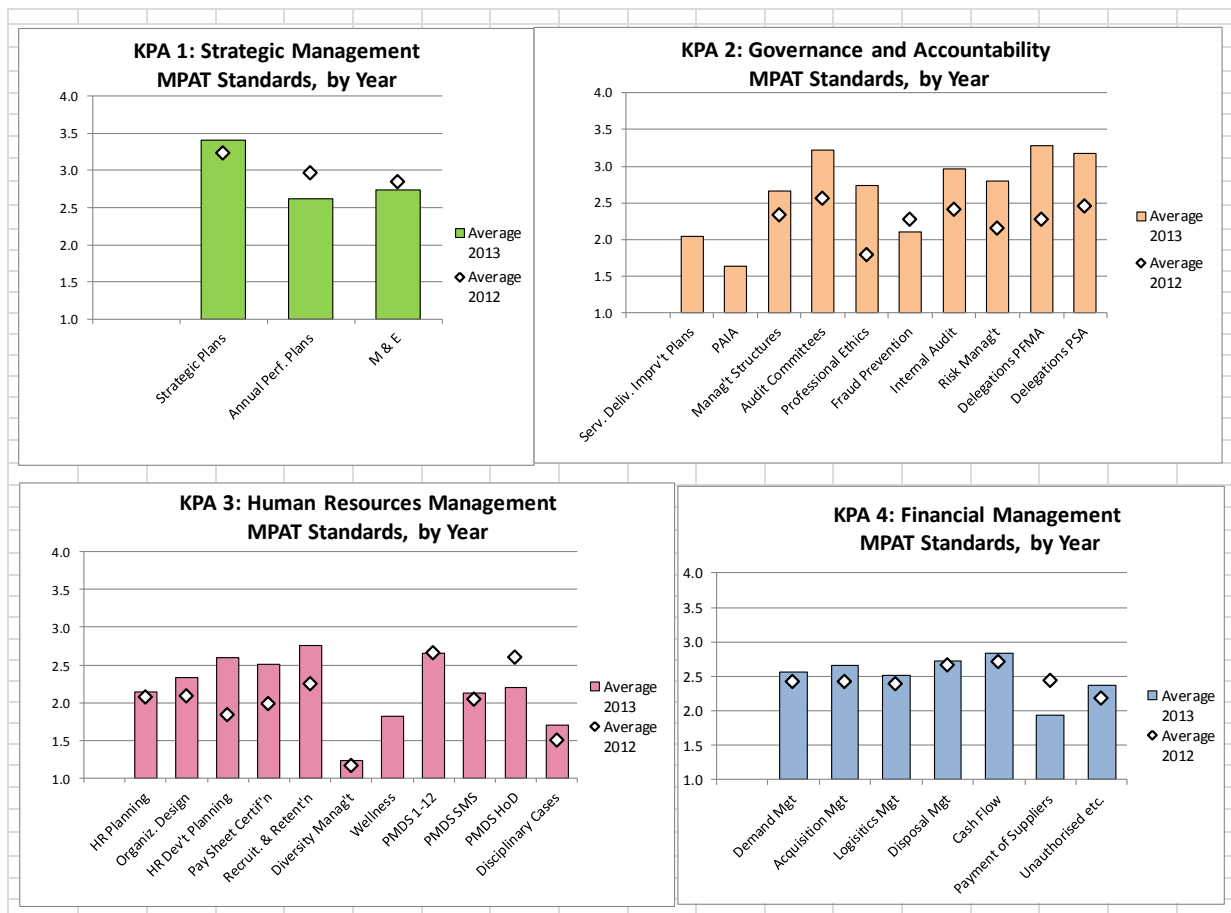 KPA 1: Strategic Management
MPAT Standards, by Year
4.0
3.5
3.0
2.5
2.0
1.5
1.0
Strategic Plans
Annual Perf. Plans
M & E
Average
2013
Average
2012
KPA 2: Governance and Accountability
MPAT Standards, by Year
4.0
3.5
3.0
2.5
2.0
1.5
1.0
Serv. Deliv. Imprv't Plans
PAIA
Manag't Structures
Audit Committees
Professional Ethics
Fraud Prevention
Internal Audit
Risk Manag't
Delegations PFMA
Delegations PSA
Average
2013
Average
2012
KPA 3: Human Resources Management
MPAT Standards, by Year
4.0
3.5
3.0
2.5
2.0
1.5
1.0
HR Planning
Organiz. Design
HR Dev't Planning
Pay Sheet Certif'n
Recruit. & Retent'n
Diversity Manag't
Wellness
PMDS 1-12
PMDS SMS
PMDS HoD
Disciplinary Cases
Average
2013
Average
2012
KPA 4: Financial Management
MPAT Standards, by Year
4.0
3.5
3.0
2.5
2.0
1.5
1.0
Demand Mgt
Acquisition Mgt
Logisitics Mgt
Disposal Mgt
Cash Flow
Payment of Suppliers
Unauthorised etc.
Average
2013
Average
2012